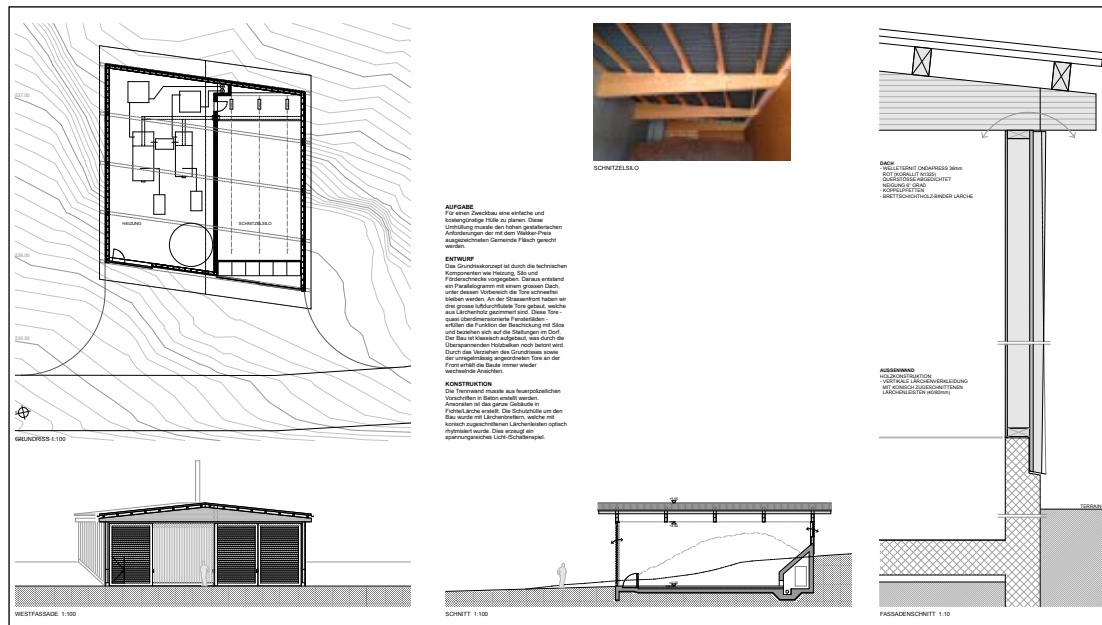 537.00
536.00
HEIZUNG
SCHNITZELSILO
GRUNDRISS 1:100
SCHNITZELSILO
AUFGABE
Für einen Zweckbau eine einfache und
kostengünstige Hülle zu planen. Diese
Umhüllung musste den hohen gestalterischen
Anforderungen der mit dem Wakker-Preis
ausgezeichneten Gemeinde Fläsch gerecht
werden.
ENTWURF
Das Grundrisskonzept ist durch die technischen
Komponenten wie Heizung, Silo und
Förderschnecke vorgegeben. Daraus entstand
ein Parallelogramm mit einem grossen Dach,
unter dessen Vorbereich die Tore schneefrei
bleiben werden. An der Strassenfront haben wir
drei grosse luftdurchflutete Tore gebaut, welche
aus Lärchenholz gezimmert sind. Diese Tore -
quasi überdimensionierte Fensterläden -
erfüllen die Funktion der Beschickung mit Silos
und beziehen sich auf die Stallungen im Dorf.
Der Bau ist klassisch aufgebaut, was durch die
Überspannenden Holzbalken noch betont wird.
Durch das Verziehen des Grundrisses sowie
der unregelmässig angeordneten Tore an der
Front erhält die Baute immer wieder
wechselnde Ansichten.
KONSTRUKTION
Die Trennwand musste aus feuerpolizeilichen
Vorschriften in Beton erstellt werden.
Ansonsten ist das ganze Gebäude in
Fichte/Lärche erstellt. Die Schutzhülle um den
Bau wurde mit Lärchenbrettern, welche mit
konisch zugeschnittenen Lärchenleisten optisch
rhytmisiert wurde. Dies erzeugt ein
spannungsreiches Licht-/Schattenspiel.
DACH
- WELLETERNIT ONDAPRESS 36mm
ROT (KORALLIT N1325)
QUERSTÖSSE ABGEDICHTET
NEIGUNG 6° GRAD
- KOPPELPFETTEN
- BRETTSCHICHTHOLZ-BINDER LÄRCHE
AUSSENWAND
HOLZKONSTRUKTION:
- VERTIKALE LÄRCHENVERKLEIDUNG
MIT KONISCH ZUGESCHNITTENEN
LÄRCHENLEISTEN (40/80mm)
TERRAIN
WESTFASSADE 1:100
SCHNITT 1:100
FASSADENSCHNITT 1:10